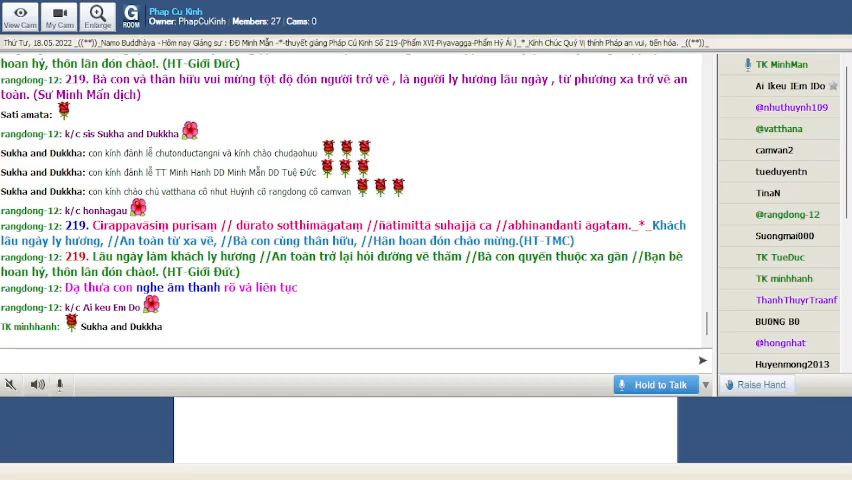 Phap Cu Kinh
Owner: PhapCuKinh | Members: 27 | Cams: 0
View Cam
My Cam
Enlarge
G
ROOM
Thứ Tư, 18.05.2022 _((**))_Namo Buddhàya - Hôm nay Giảng sư : ĐĐ Minh Mẫn -*-thuyết giảng Pháp Cú Kinh Số 219-(Phẩm XVI-Piyavagga-Phẩm Hỷ Ái )_*_Kính Chúc Quý Vị thính Pháp an vui, tiến hóa. _((**))_
hoan hỷ, thôn lân đón chào!. (HT-Giới Đức)
rangdong-12: 219. Bà con và thân hữu vui mừng tột độ đón người trở về , là người ly hương lâu ngày , từ phương xa trở về an
toàn. (Sư Minh Mẫn dịch)
Sati amata:
rangdong-12: k/c sis Sukha and Dukkha
Sukha and Dukkha: con kính đảnh lễ chutonductangni và kính chào chudaohuu
Sukha and Dukkha: con kính đảnh lễ TT Minh Hanh DD Minh Mẫn DD Tuệ Đức
Sukha and Dukkha: con kính chào chú vatthana cô nhut Huỳnh cô rangdong cô camvan
rangdong-12: k/c honhagau
rangdong-12: 219. Cirappavāsiṃ purisaṃ // dūrato sotthimāgataṃ //ñātimittā suhajjā ca //abhinandanti āgataṃ._*_Khách
lâu ngày ly hương, //An toàn từ xa về, //Bà con cùng thân hữu, //Hân hoan đón chào mừng.(HT-TMC)
rangdong-12: 219. Lâu ngày làm khách ly hương //An toàn trở lại hỏi đường về thăm //Bà con quyến thuộc xa gần //Bạn bè
hoan hỷ, thôn lân đón chào!. (HT-Giới Đức)
rangdong-12: Dạ thưa con nghe âm thanh rõ và liên tục
rangdong-12: k/c Ai keu Em Do
TK minhhanh: Sukha and Dukkha
Hold to Talk
Raise Hand
TK MinhMan
Ai Ikeu IEm IDo
@nhuthuynh109
@vatthana
camvan2
tueduyentn
TinaN
@rangdong-12
Suongmai000
TK TueDuc
TK minhhanh
ThanhThuyrTraanf
BU0NG B0
@hongnhat
Huyenmong2013